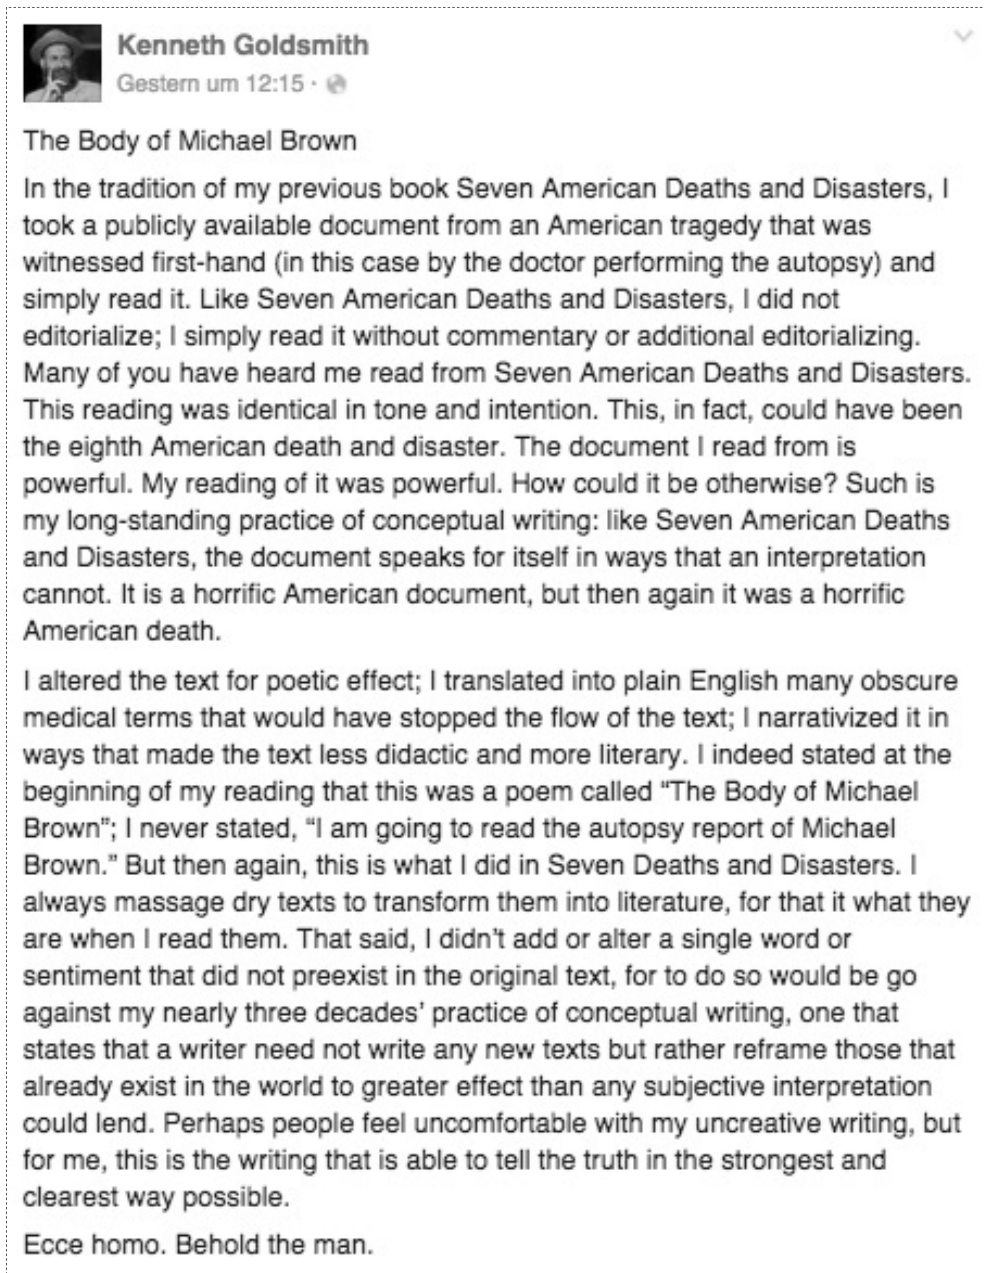 Kenneth Goldsmith
Gestern um 12:15 ·
The Body of Michael Brown
In the tradition of my previous book Seven American Deaths and Disasters, I
took a publicly available document from an American tragedy that was
witnessed first-hand (in this case by the doctor performing the autopsy) and
simply read it. Like Seven American Deaths and Disasters, I did not
editorialize; I simply read it without commentary or additional editorializing.
Many of you have heard me read from Seven American Deaths and Disasters.
This reading was identical in tone and intention. This, in fact, could have been
the eighth American death and disaster. The document I read from is
powerful. My reading of it was powerful. How could it be otherwise? Such is
my long-standing practice of conceptual writing: like Seven American Deaths
and Disasters, the document speaks for itself in ways that an interpretation
cannot. It is a horrific American document, but then again it was a horrific
American death.
I altered the text for poetic effect; I translated into plain English many obscure
medical terms that would have stopped the flow of the text; I narrativized it in
ways that made the text less didactic and more literary. I indeed stated at the
beginning of my reading that this was a poem called “The Body of Michael
Brown”; I never stated, “I am going to read the autopsy report of Michael
Brown.” But then again, this is what I did in Seven Deaths and Disasters. I
always massage dry texts to transform them into literature, for that it what they
are when I read them. That said, I didn’t add or alter a single word or
sentiment that did not preexist in the original text, for to do so would be go
against my nearly three decades’ practice of conceptual writing, one that
states that a writer need not write any new texts but rather reframe those that
already exist in the world to greater effect than any subjective interpretation
could lend. Perhaps people feel uncomfortable with my uncreative writing, but
for me, this is the writing that is able to tell the truth in the strongest and
clearest way possible.
Ecce homo. Behold the man.